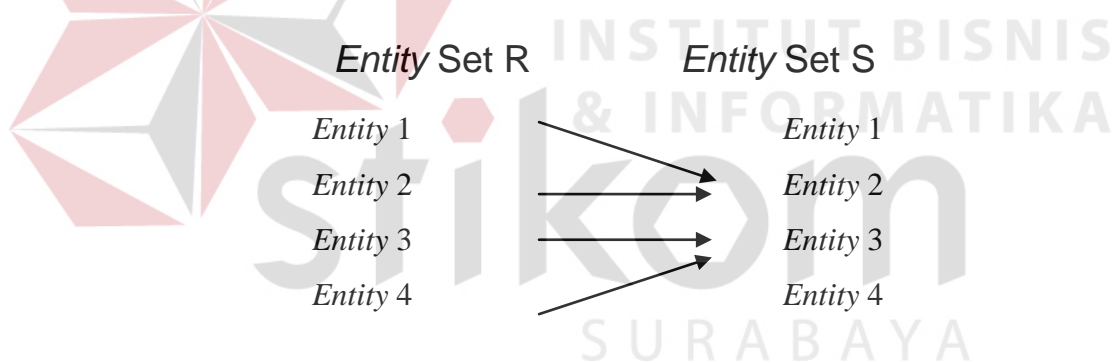 INSTITUT BISNIS
& INFORMATIKA
stikom
SURABAYA
Entity Set R Entity Set S
Entity 1 Entity 1
Entity 2 Entity 2
Entity 3 Entity 3
Entity 4 Entity 4